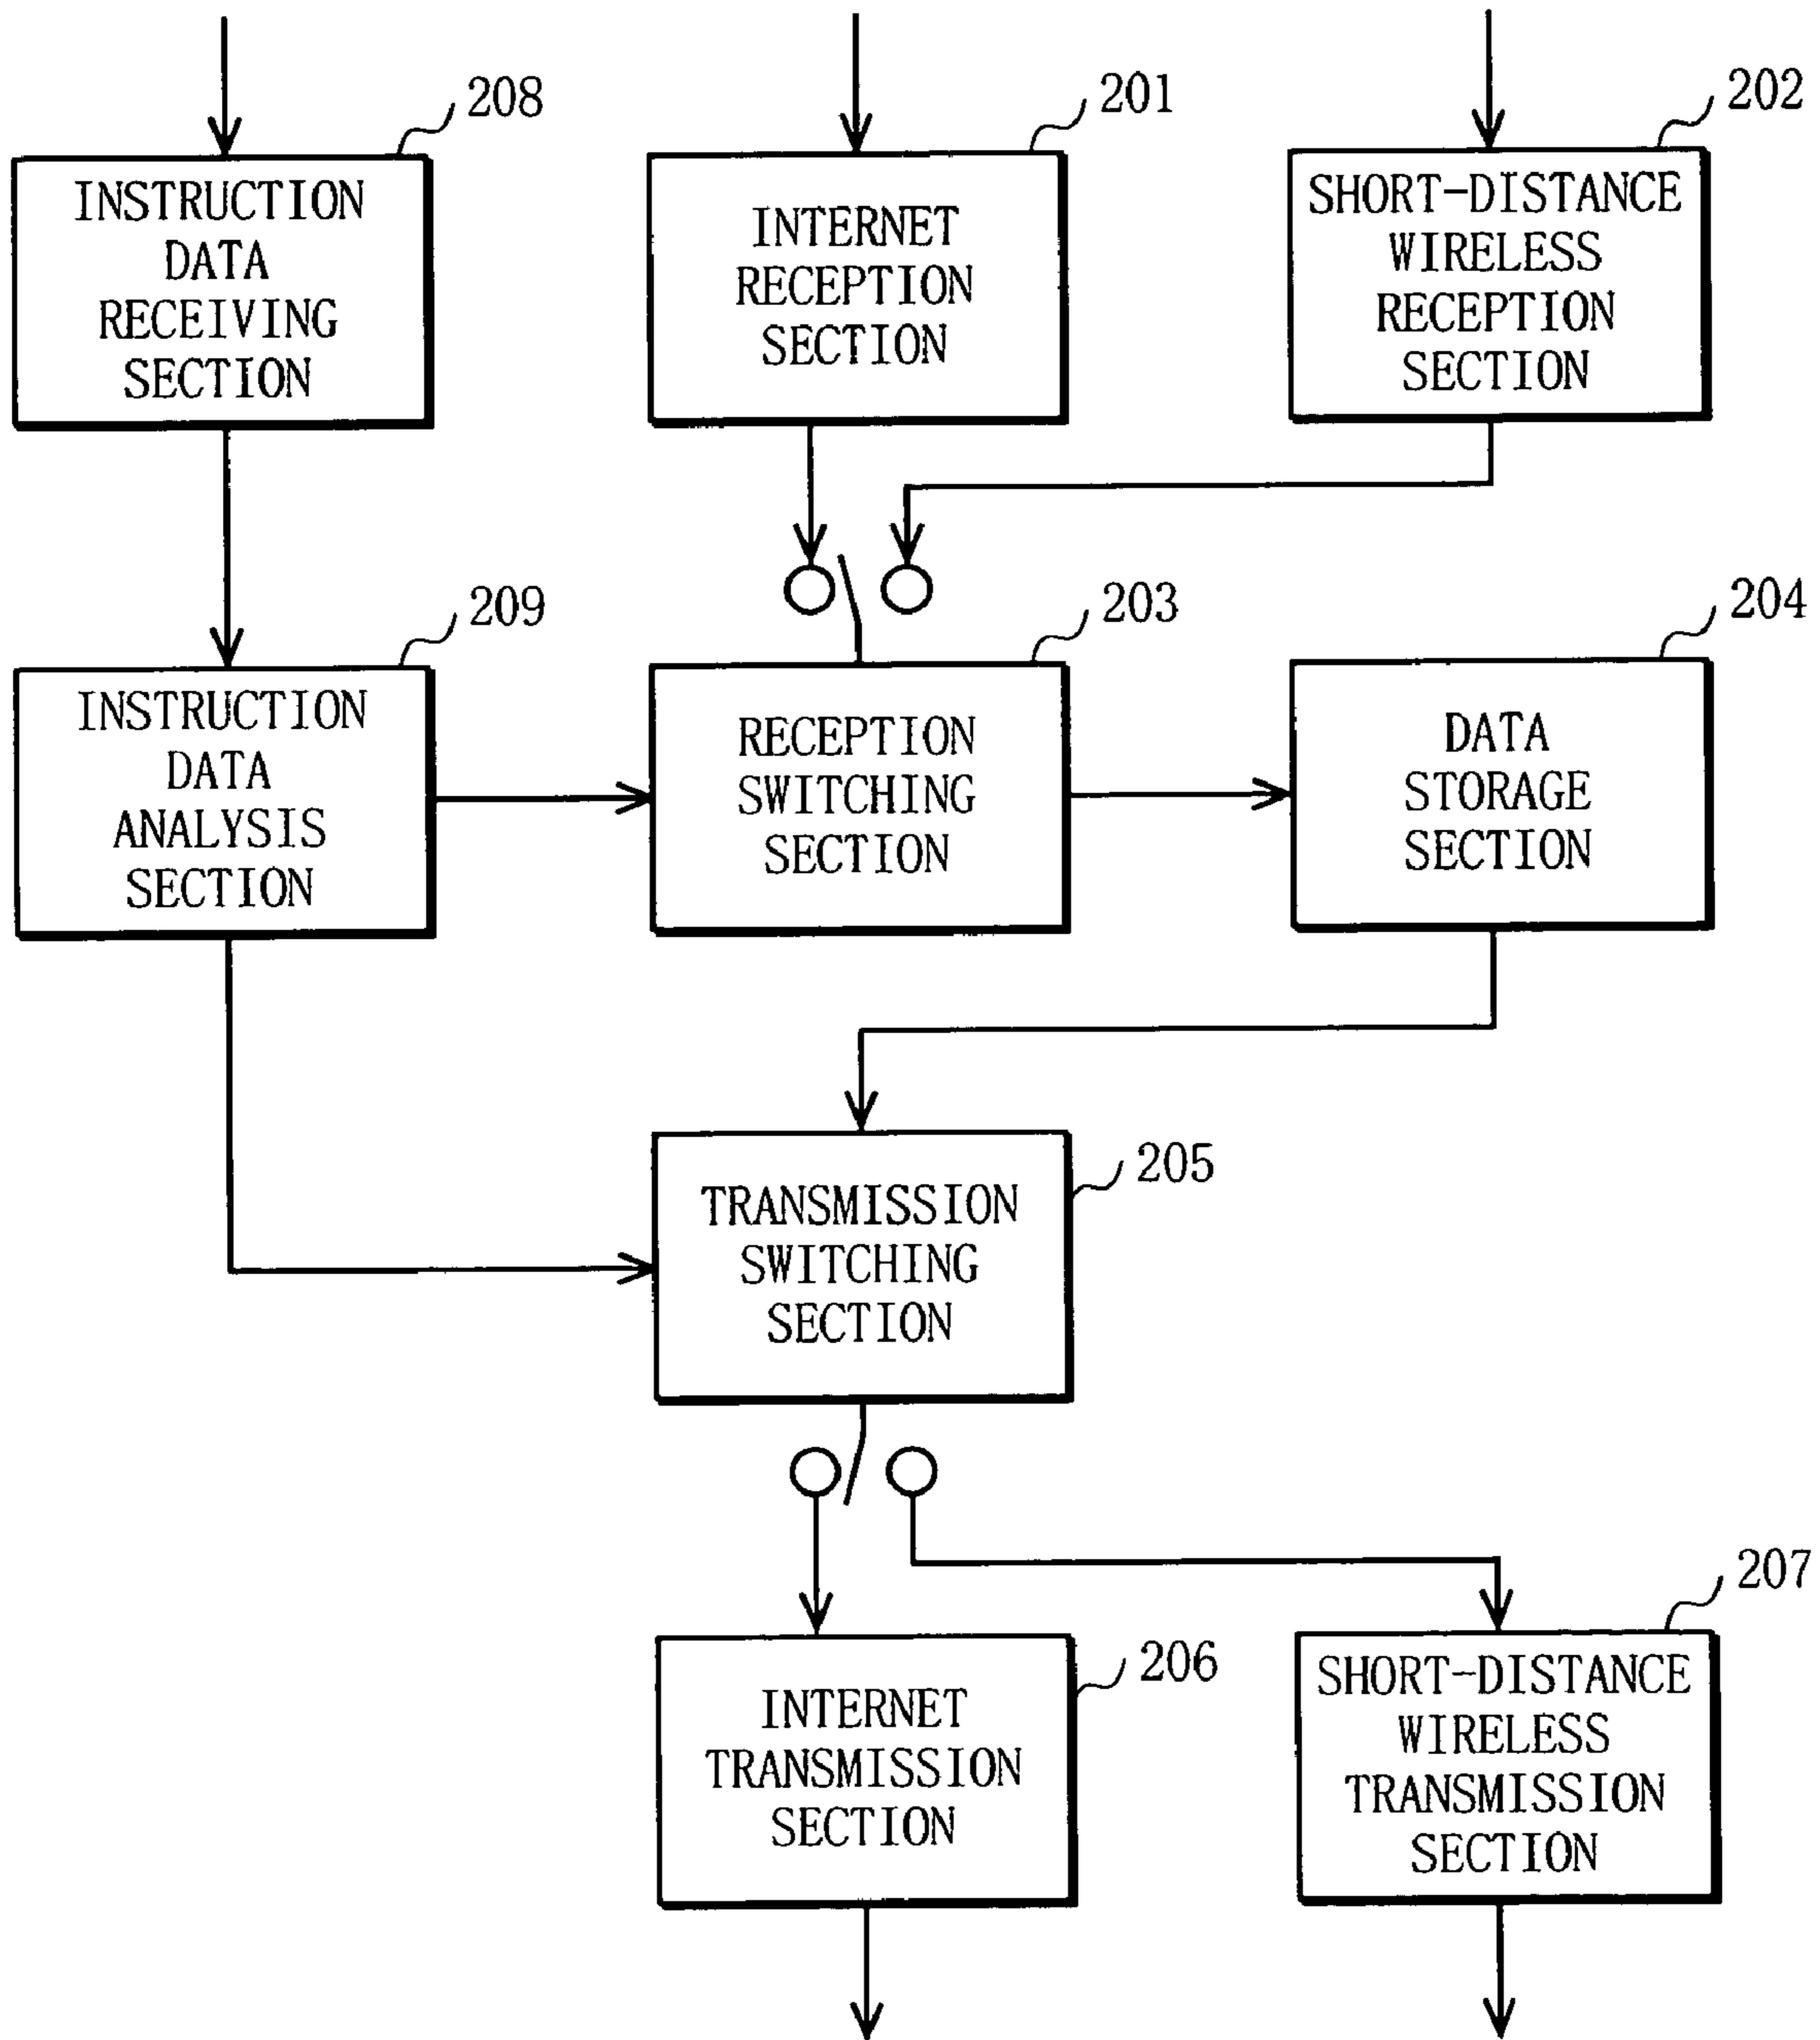 208
INSTRUCTION
DATA
RECEIVING
SECTION
201
INTERNET
RECEPTION
SECTION
202
SHORT-DISTANCE
WIRELESS
RECEPTION
SECTION
209
INSTRUCTION
DATA
ANALYSIS
SECTION
203
RECEPTION
SWITCHING
SECTION
204
DATA
STORAGE
SECTION
205
TRANSMISSION
SWITCHING
SECTION
206
INTERNET
TRANSMISSION
SECTION
207
SHORT-DISTANCE
WIRELESS
TRANSMISSION
SECTION